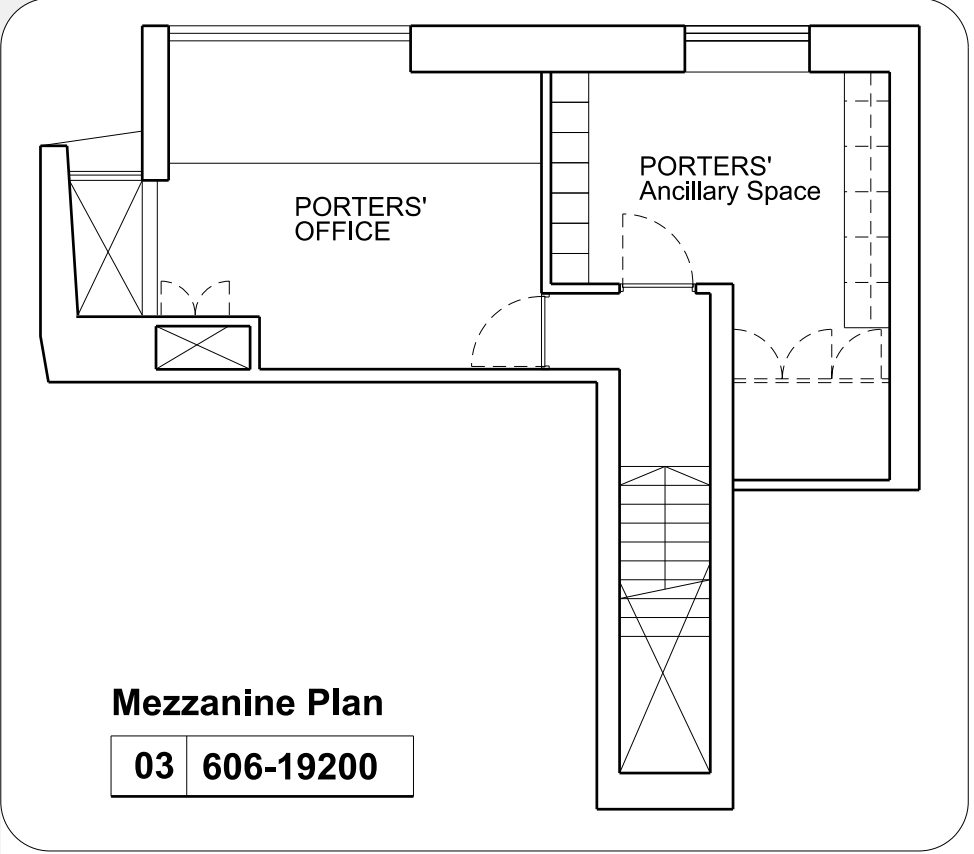 PORTERS'
Ancillary Space
PORTERS'
OFFICE
Mezzanine Plan
03 606-19200